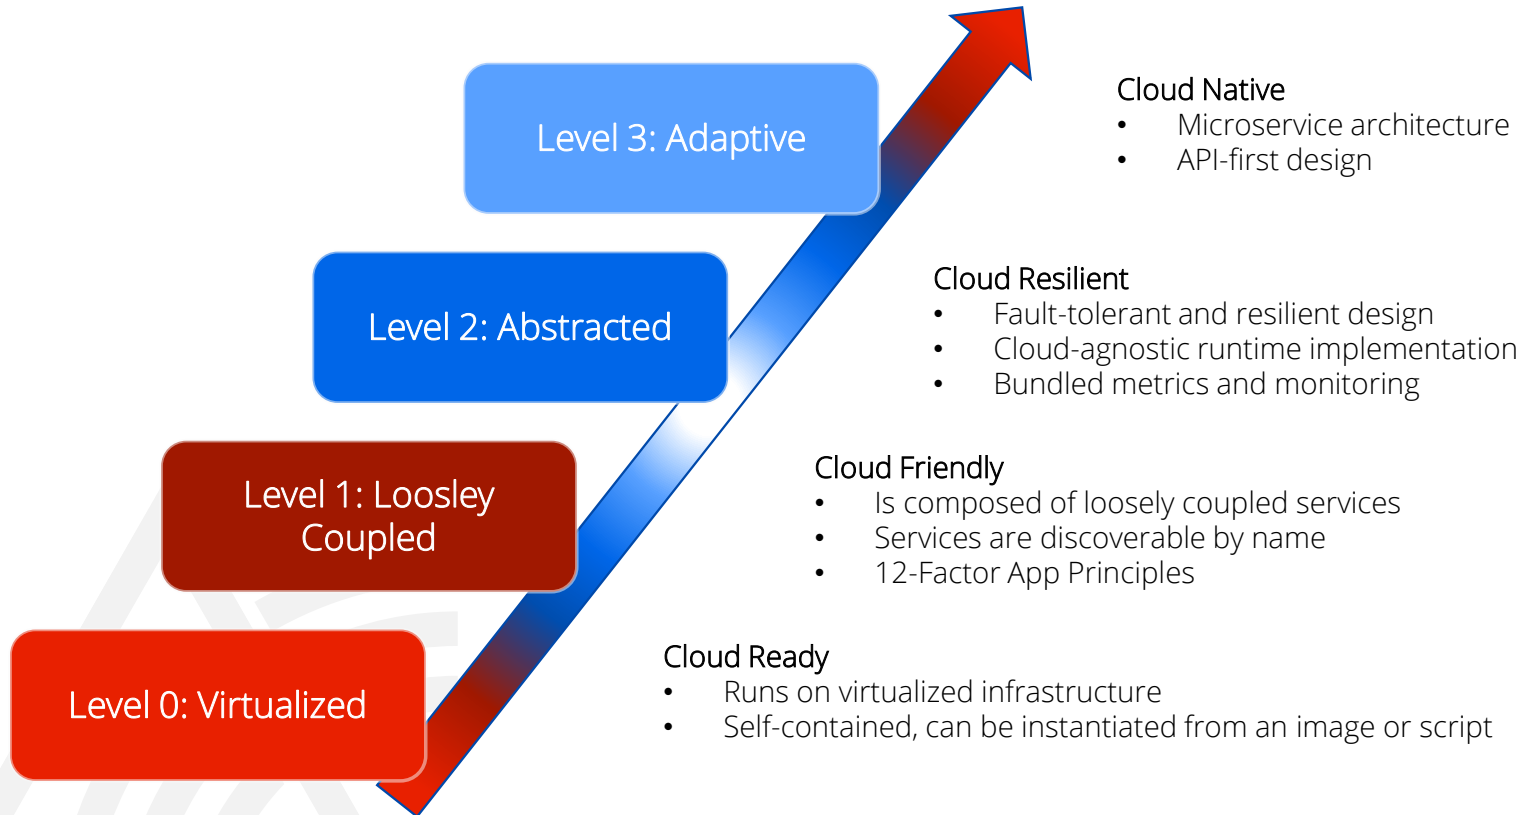 Level 3: Adaptive
Cloud Native
• Microservice architecture
• API-first design
Level 2: Abstracted
Cloud Resilient
• Fault-tolerant and resilient design
• Cloud-agnostic runtime implementation
• Bundled metrics and monitoring
Level 1: Loosley
Coupled
Cloud Friendly
• Is composed of loosely coupled services
• Services are discoverable by name
• 12-Factor App Principles
Level 0: Virtualized
Cloud Ready
• Runs on virtualized infrastructure
• Self-contained, can be instantiated from an image or script